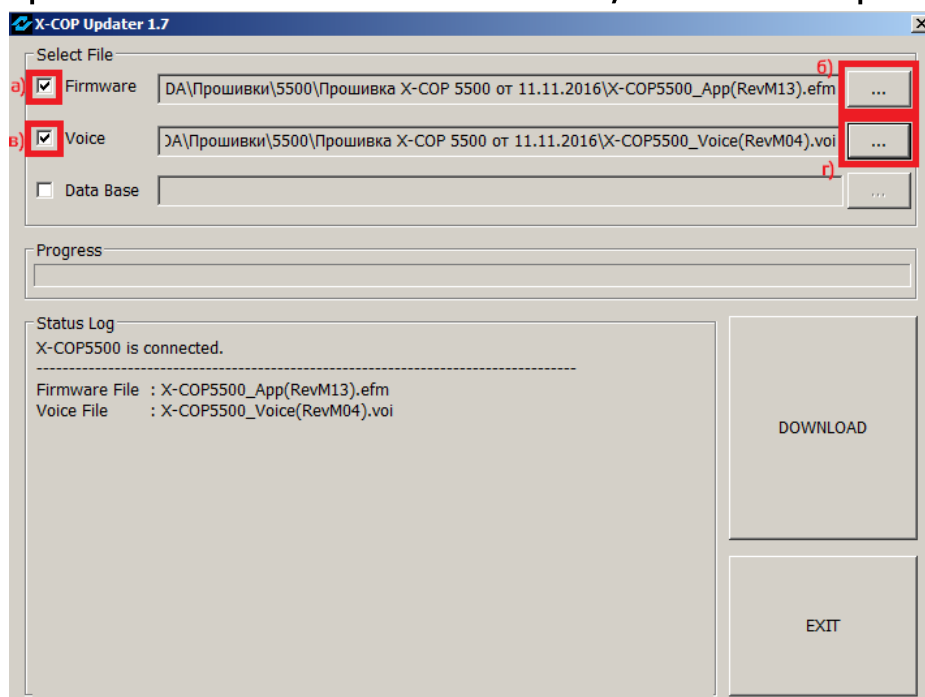 X-COP Updater 1.7
Select File
а) Firmware DA\Прошивки\5500\Прошивка X-COP 5500 от 11.11.2016\X-COP5500_App(RevM13).efm б) ...
в) Voice DA\Прошивки\5500\Прошивка X-COP 5500 от 11.11.2016\X-COP5500_Voice(RevM04).voi ...
г)
Data Base ...
Progress
Status Log
X-COP5500 is connected.
--------------------------------------------------------------------------------
Firmware File : X-COP5500_App(RevM13).efm
Voice File : X-COP5500_Voice(RevM04).voi
DOWNLOAD
EXIT